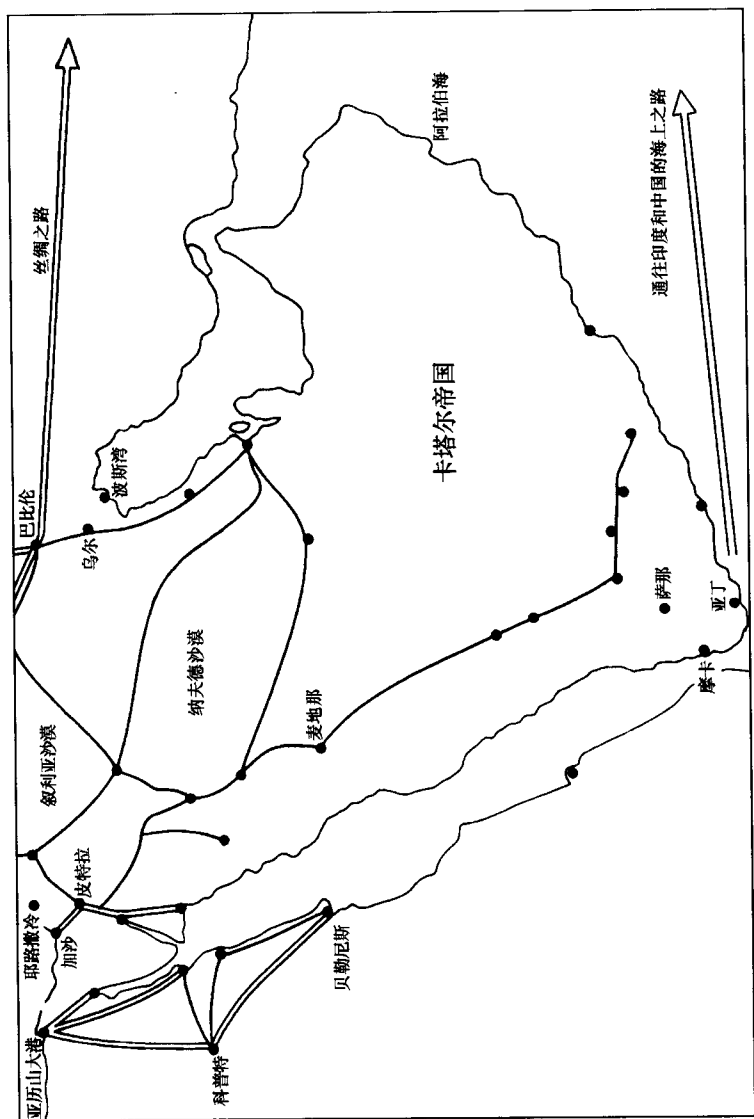 丝绸之路
阿拉伯海
通往印度和中国的海上之路
巴比伦
乌尔
波斯湾
卡塔尔帝国
纳夫德沙漠
叙利亚沙漠
麦地那
萨那
亚丁
摩卡
皮特拉
耶路撒冷
加沙
贝勒尼斯
亚历山大港
科普特